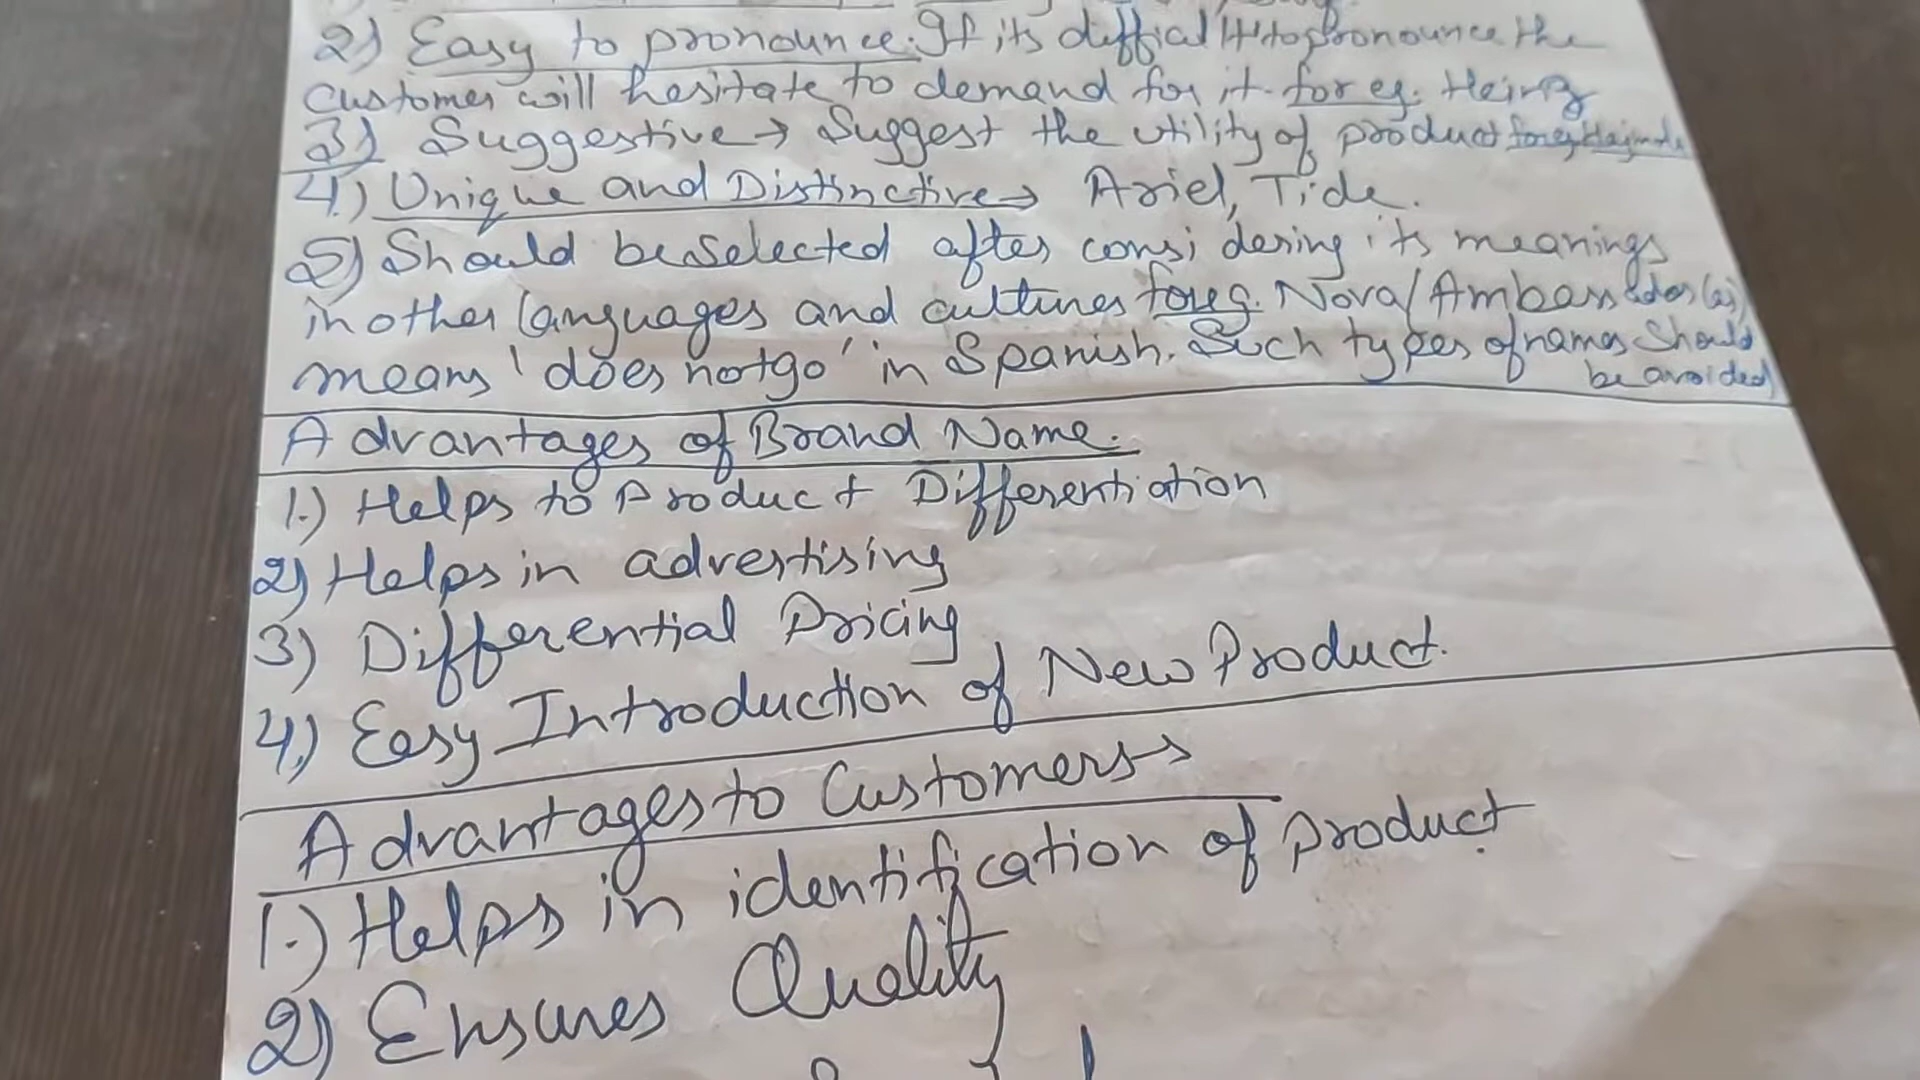 2) Easy to pronounce. If its difficult to pronounce the
customer will hesitate to demand for it. for eg. Heinz
3) Suggestive → Suggest the utility of product for eg
4.) Unique and Distinctive → Ariel, Tide.
5) Should be selected after considering its meanings
in other languages and cultures for eg. Nova/Ambassador (as)
means 'does not go' in Spanish. Such types of names should
be avoided
Advantages of Brand Name.
1.) Helps to Product Differentiation
2) Helps in advertising
3) Differential Pricing
4.) Easy Introduction of New Product.
Advantages to Customers →
1.) Helps in identification of product
2) Ensures Quality